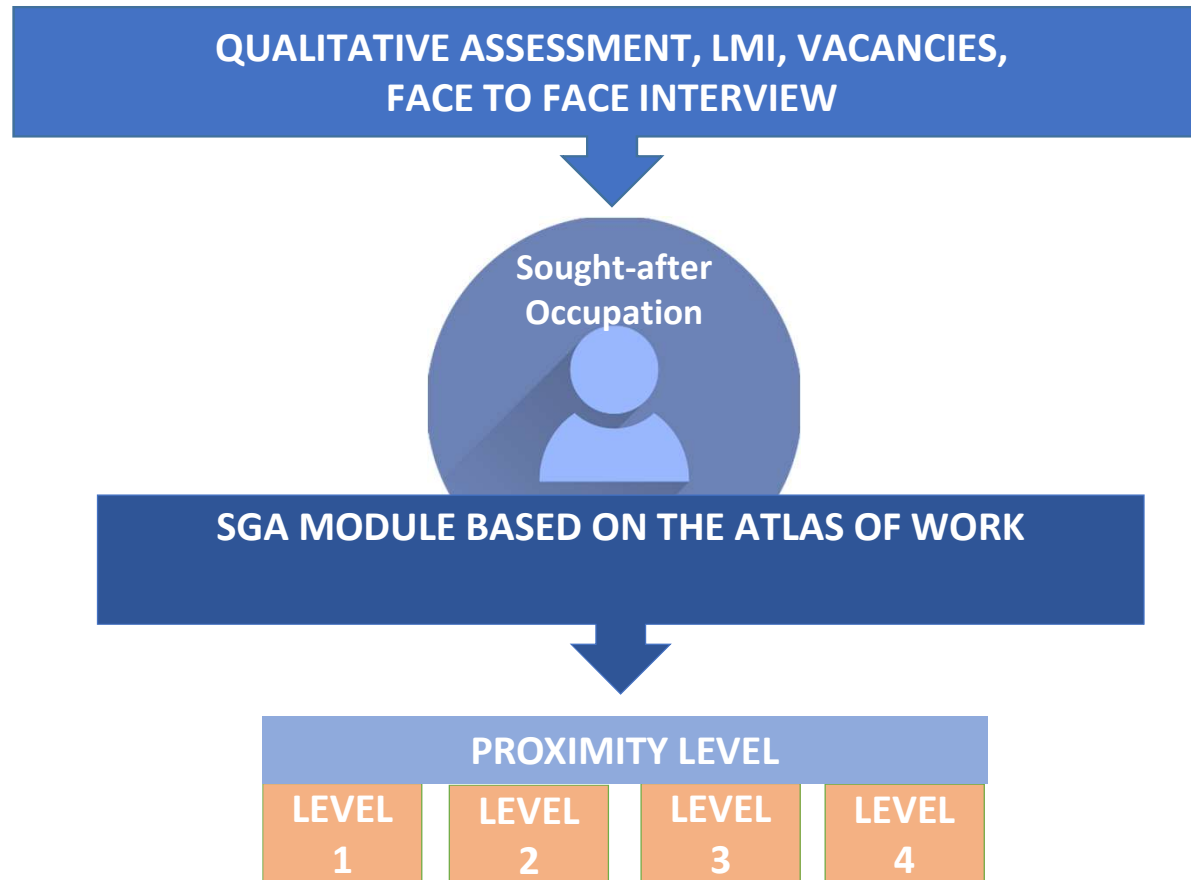 QUALITATIVE ASSESSMENT, LMI, VACANCIES,
FACE TO FACE INTERVIEW
Sought-after
Occupation
SGA MODULE BASED ON THE ATLAS OF WORK
PROXIMITY LEVEL
LEVEL
1
LEVEL
2
LEVEL
3
LEVEL
4